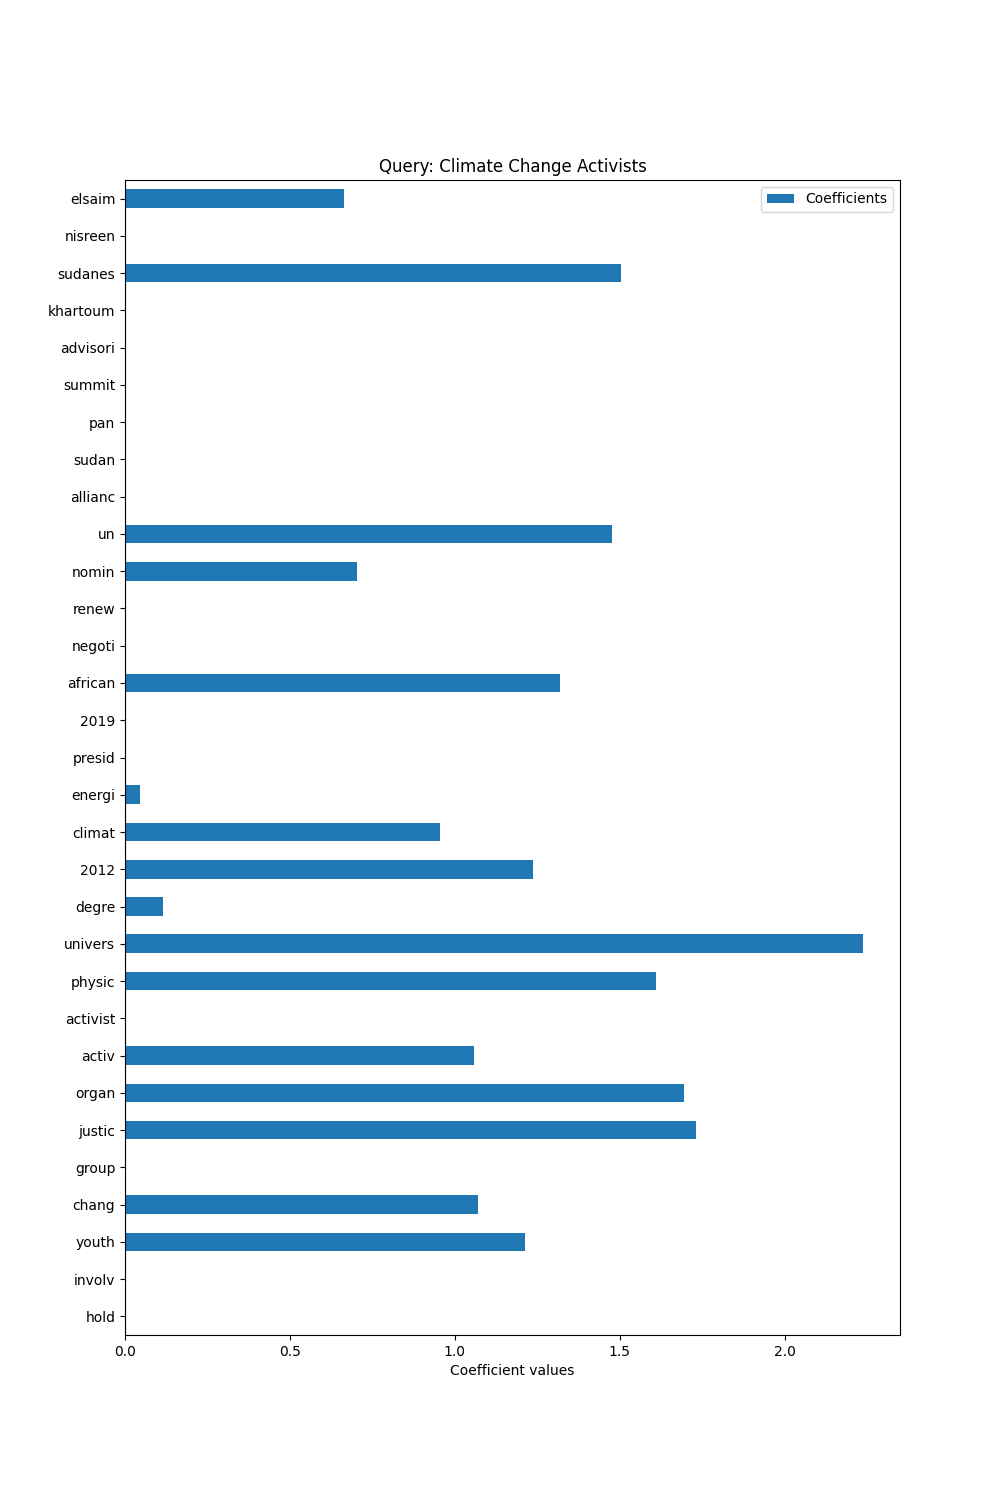 Query: Climate Change Activists
Coefficients
elsaim
nisreen
sudanes
khartoum
advisori
summit
pan
sudan
allianc
un
nomin
renew
negoti
african
2019
presid
energi
climat
2012
degre
univers
physic
activist
activ
organ
justic
group
chang
youth
involv
hold
0.0 0.5 1.0 1.5 2.0
Coefficient values